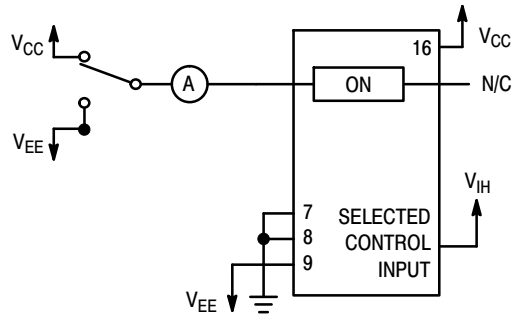 VCC
16
VCC
A
ON
N/C
VEE
VIH
7
SELECTED
8
CONTROL
9
INPUT
VEE